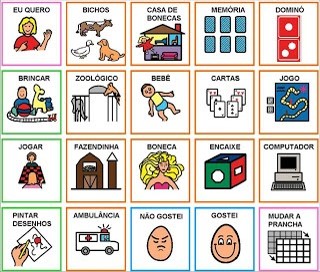 EU QUERO
BICHOS
CASA DE
BONECAS
MEMÓRIA
DOMINÓ
BRINCAR
ZOOLÓGICO
BEBÊ
CARTAS
JOGO
JOGAR
FAZENDINHA
BONECA
ENCAIXE
COMPUTADOR
PINTAR
DESENHOS
AMBULÂNCIA
NÃO GOSTEI
GOSTEI
MUDAR A
PRANCHA